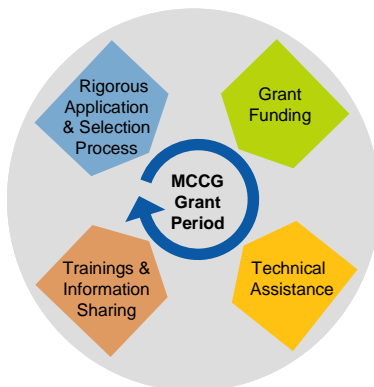 Rigorous
Application
& Selection
Process
Grant
Funding
MCCG
Grant
Period
Trainings &
Information
Sharing
Technical
Assistance